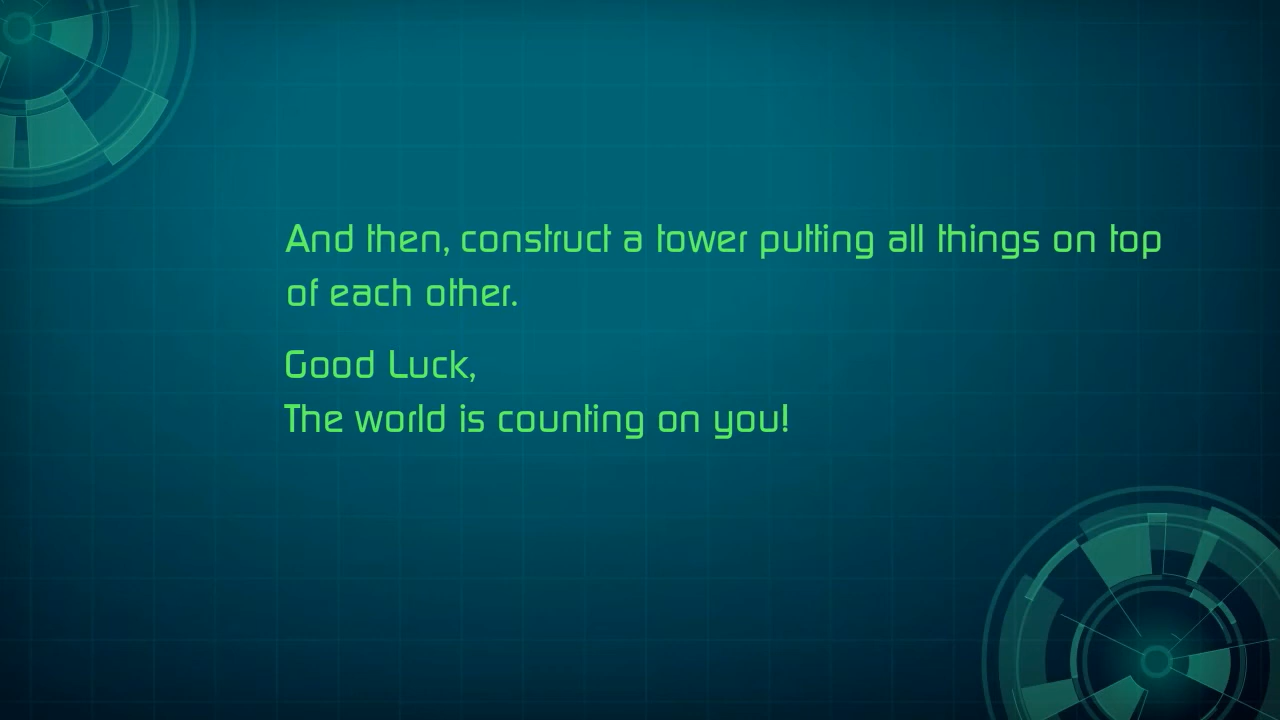 And then, construct a tower putting all things on top
of each other.
Good Luck,
The world is counting on you!